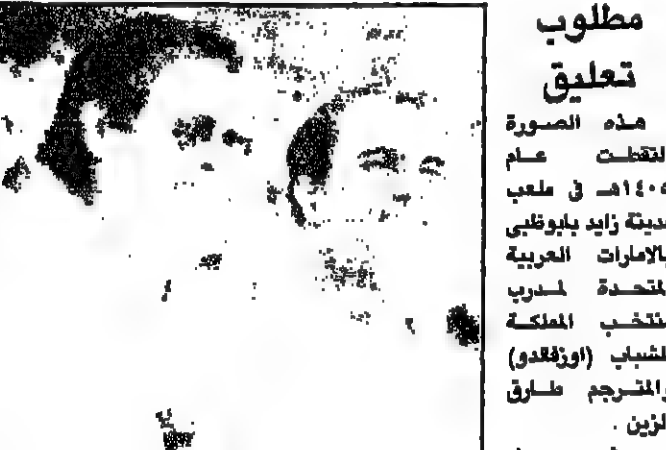 مطلوب
تعليق
هذه الصورة
التقطت عام
١٤٠٥هـ في ملعب
مدينة زايد بابوظبي
بالامارات العربية
المتحدة لمدرب
منتخب المملكة
للشباب (اوزفالدو)
والمترجم طارق
الزين .